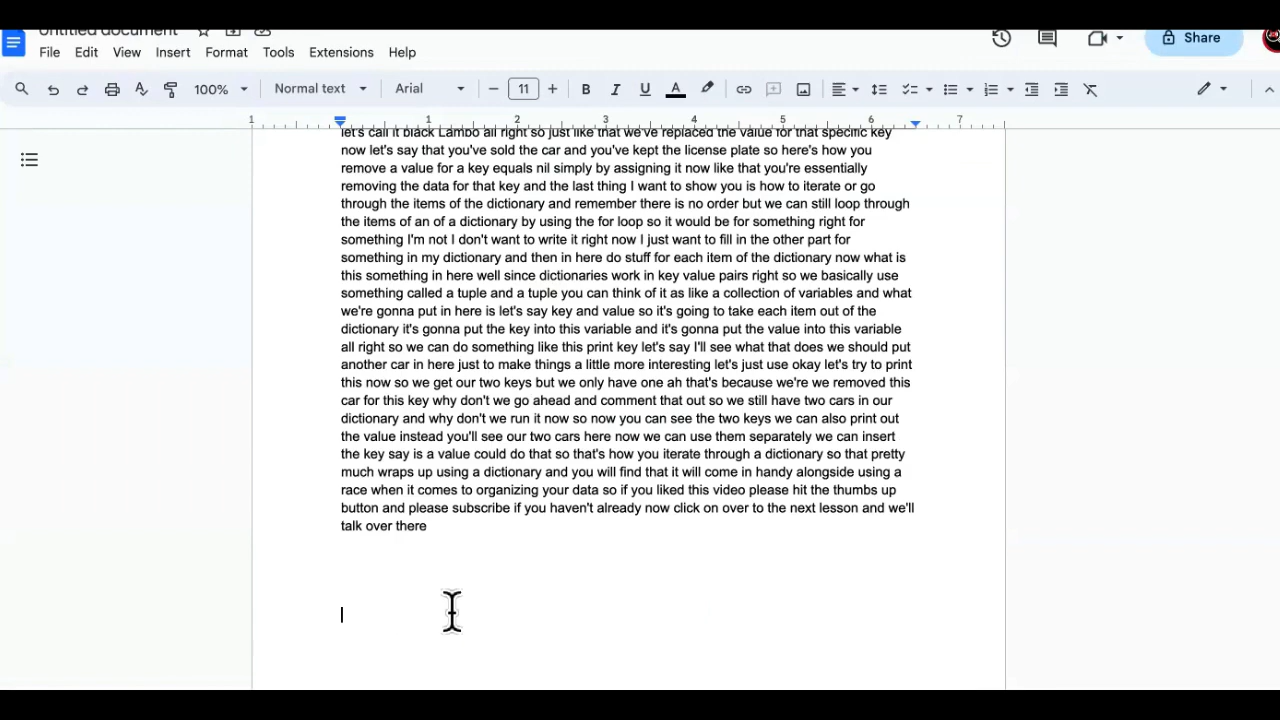 Untitled document
File Edit View Insert Format Tools Extensions Help
Share
100% Normal text Arial 11
1 1 2 3 4 5 6 7
let's call it black Lambo all right so just like that we've replaced the value for that specific key
now let's say that you've sold the car and you've kept the license plate so here's how you
remove a value for a key equals nil simply by assigning it now like that you're essentially
removing the data for that key and the last thing I want to show you is how to iterate or go
through the items of the dictionary and remember there is no order but we can still loop through
the items of an of a dictionary by using the for loop so it would be for something right for
something I'm not I don't want to write it right now I just want to fill in the other part for
something in my dictionary and then in here do stuff for each item of the dictionary now what is
this something in here well since dictionaries work in key value pairs right so we basically use
something called a tuple and a tuple you can think of it as like a collection of variables and what
we're gonna put in here is let's say key and value so it's going to take each item out of the
dictionary it's gonna put the key into this variable and it's gonna put the value into this variable
all right so we can do something like this print key let's say I'll see what that does we should put
another car in here just to make things a little more interesting let's just use okay let's try to print
this now so we get our two keys but we only have one ah that's because we're we removed this
car for this key why don't we go ahead and comment that out so we still have two cars in our
dictionary and why don't we run it now so now you can see the two keys we can also print out
the value instead you'll see our two cars here now we can use them separately we can insert
the key say is a value could do that so that's how you iterate through a dictionary so that pretty
much wraps up using a dictionary and you will find that it will come in handy alongside using a
race when it comes to organizing your data so if you liked this video please hit the thumbs up
button and please subscribe if you haven't already now click on over to the next lesson and we'll
talk over there